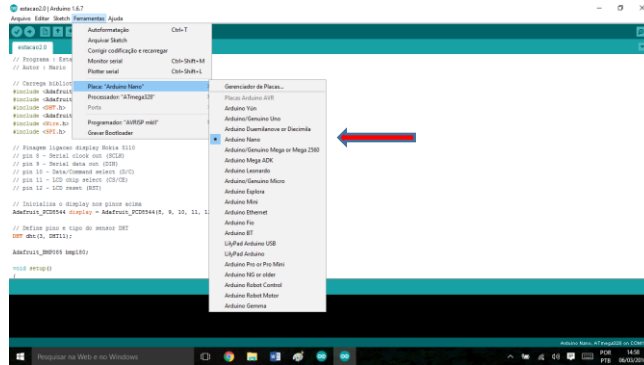 estacao2.0 | Arduino 1.6.7
Arquivo Editar Sketch Ferramentas Ajuda
estacao2.0
// Programa : Esta
// Autor : Mario
// Carrega bibliot
#include <Adafruit
#include <Adafruit
#include <DHT.h>
#include <Adafruit
#include <Wire.h>
#include <SPI.h>
// Pinagem ligacao display Nokia 5110
// pin 8 - Serial clock out (SCLK)
// pin 9 - Serial data out (DIN)
// pin 10 - Data/Command select (D/C)
// pin 11 - LCD chip select (CS/CE)
// pin 12 - LCD reset (RST)
// Inicializa o display nos pinos acima
Adafruit_PCD8544 display = Adafruit_PCD8544(8, 9, 10, 11, 1
// Define pino e tipo do sensor DHT
DHT dht(3, DHT11);
Adafruit_BMP085 bmp180;
void setup()
{
Autoformatação Ctrl+T
Arquivar Sketch
Corrigir codificação e recarregar
Monitor serial Ctrl+Shift+M
Plotter serial Ctrl+Shift+L
Placa: "Arduino Nano"
Processador: "ATmega328"
Porta
Programador: "AVRISP mkII"
Gravar Bootloader
Gerenciador de Placas...
Placas Arduino AVR
Arduino Yún
Arduino/Genuino Uno
Arduino Duemilanove or Diecimila
Arduino Nano
Arduino/Genuino Mega or Mega 2560
Arduino Mega ADK
Arduino Leonardo
Arduino/Genuino Micro
Arduino Esplora
Arduino Mini
Arduino Ethernet
Arduino Fio
Arduino BT
LilyPad Arduino USB
LilyPad Arduino
Arduino Pro or Pro Mini
Arduino NG or older
Arduino Robot Control
Arduino Robot Motor
Arduino Gemma
Arduino Nano, ATmega328 on COM1
Pesquisar na Web e no Windows
POR
PTB
14:58